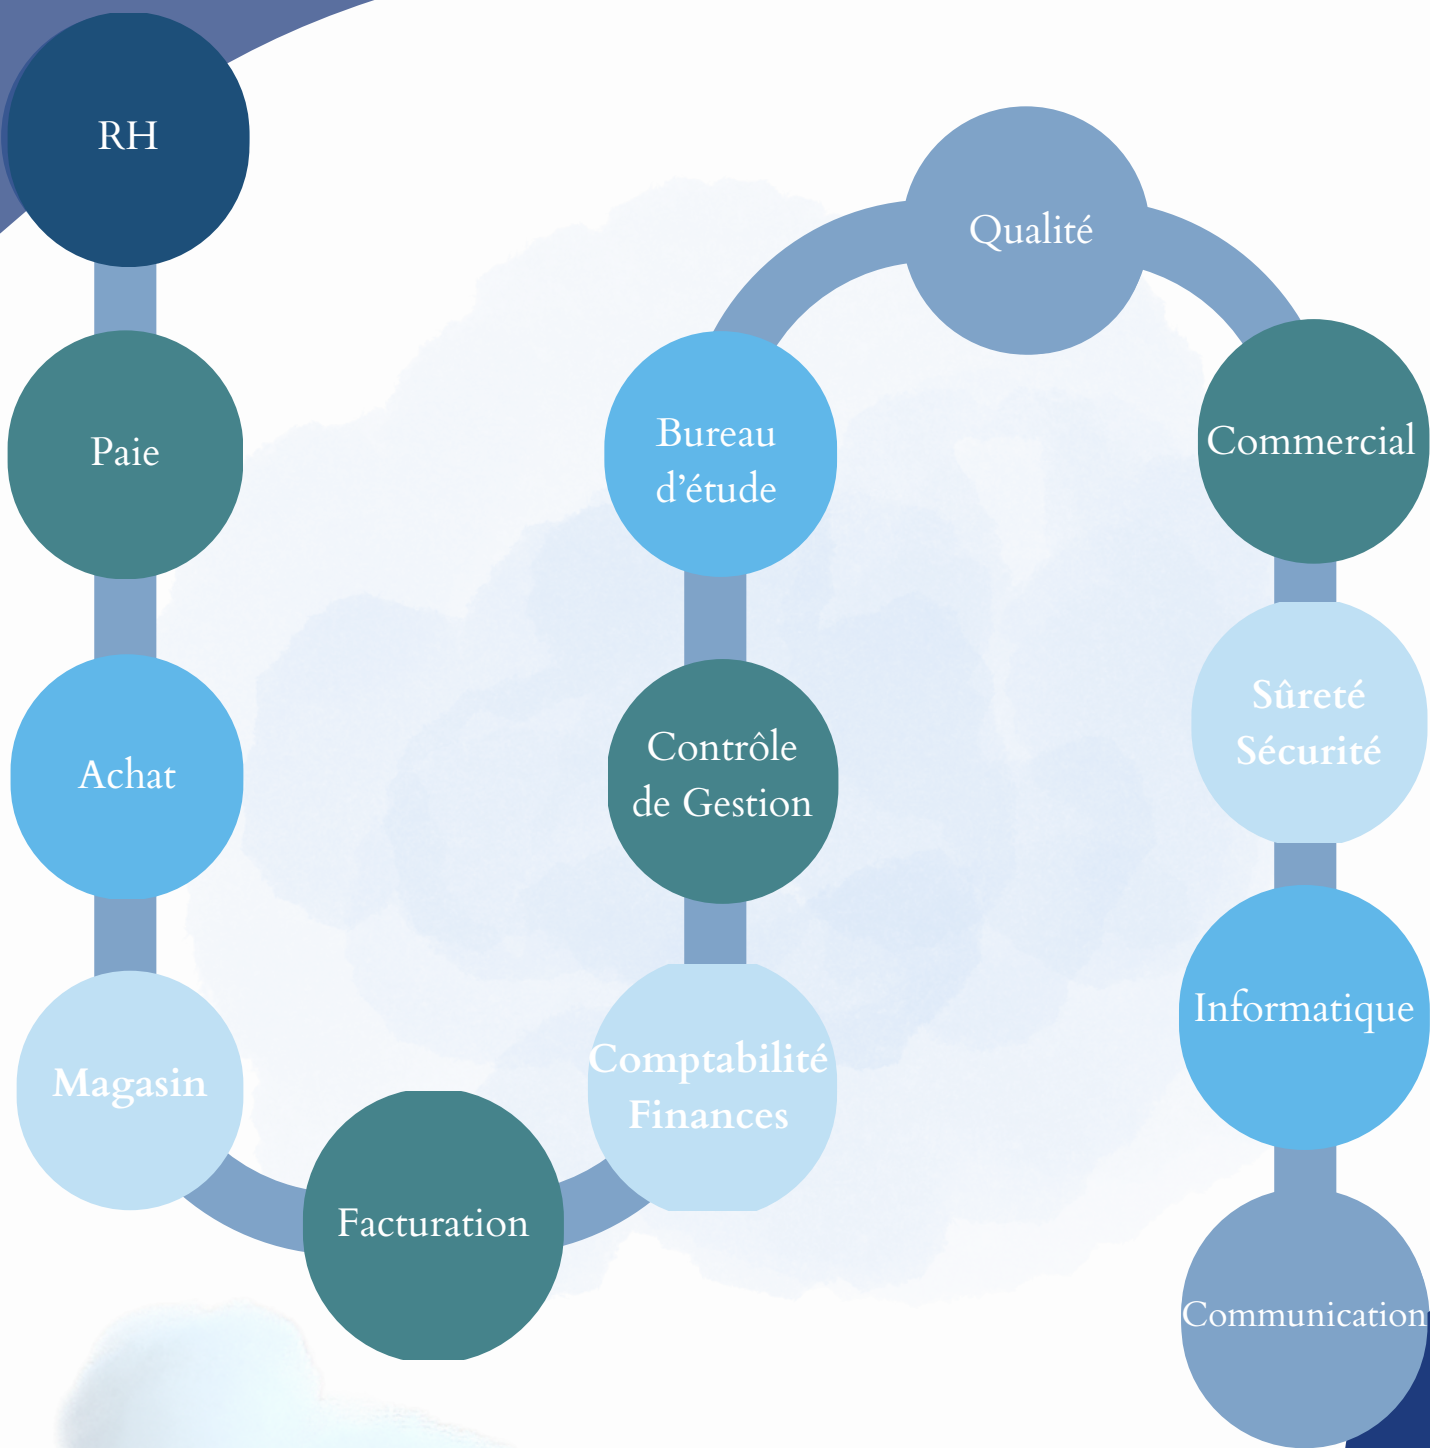 RH
Paie
Achat
Magasin
Facturation
Comptabilité
Finances
Contrôle
de Gestion
Bureau
d’étude
Qualité
Commercial
Sûreté
Sécurité
Informatique
Communication